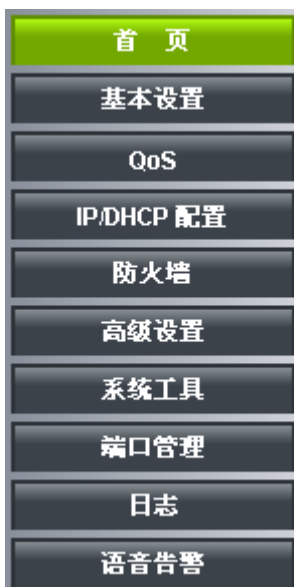 首 页
基本设置
QoS
IP/DHCP 配置
防火墙
高级设置
系统工具
端口管理
日志
语音告警